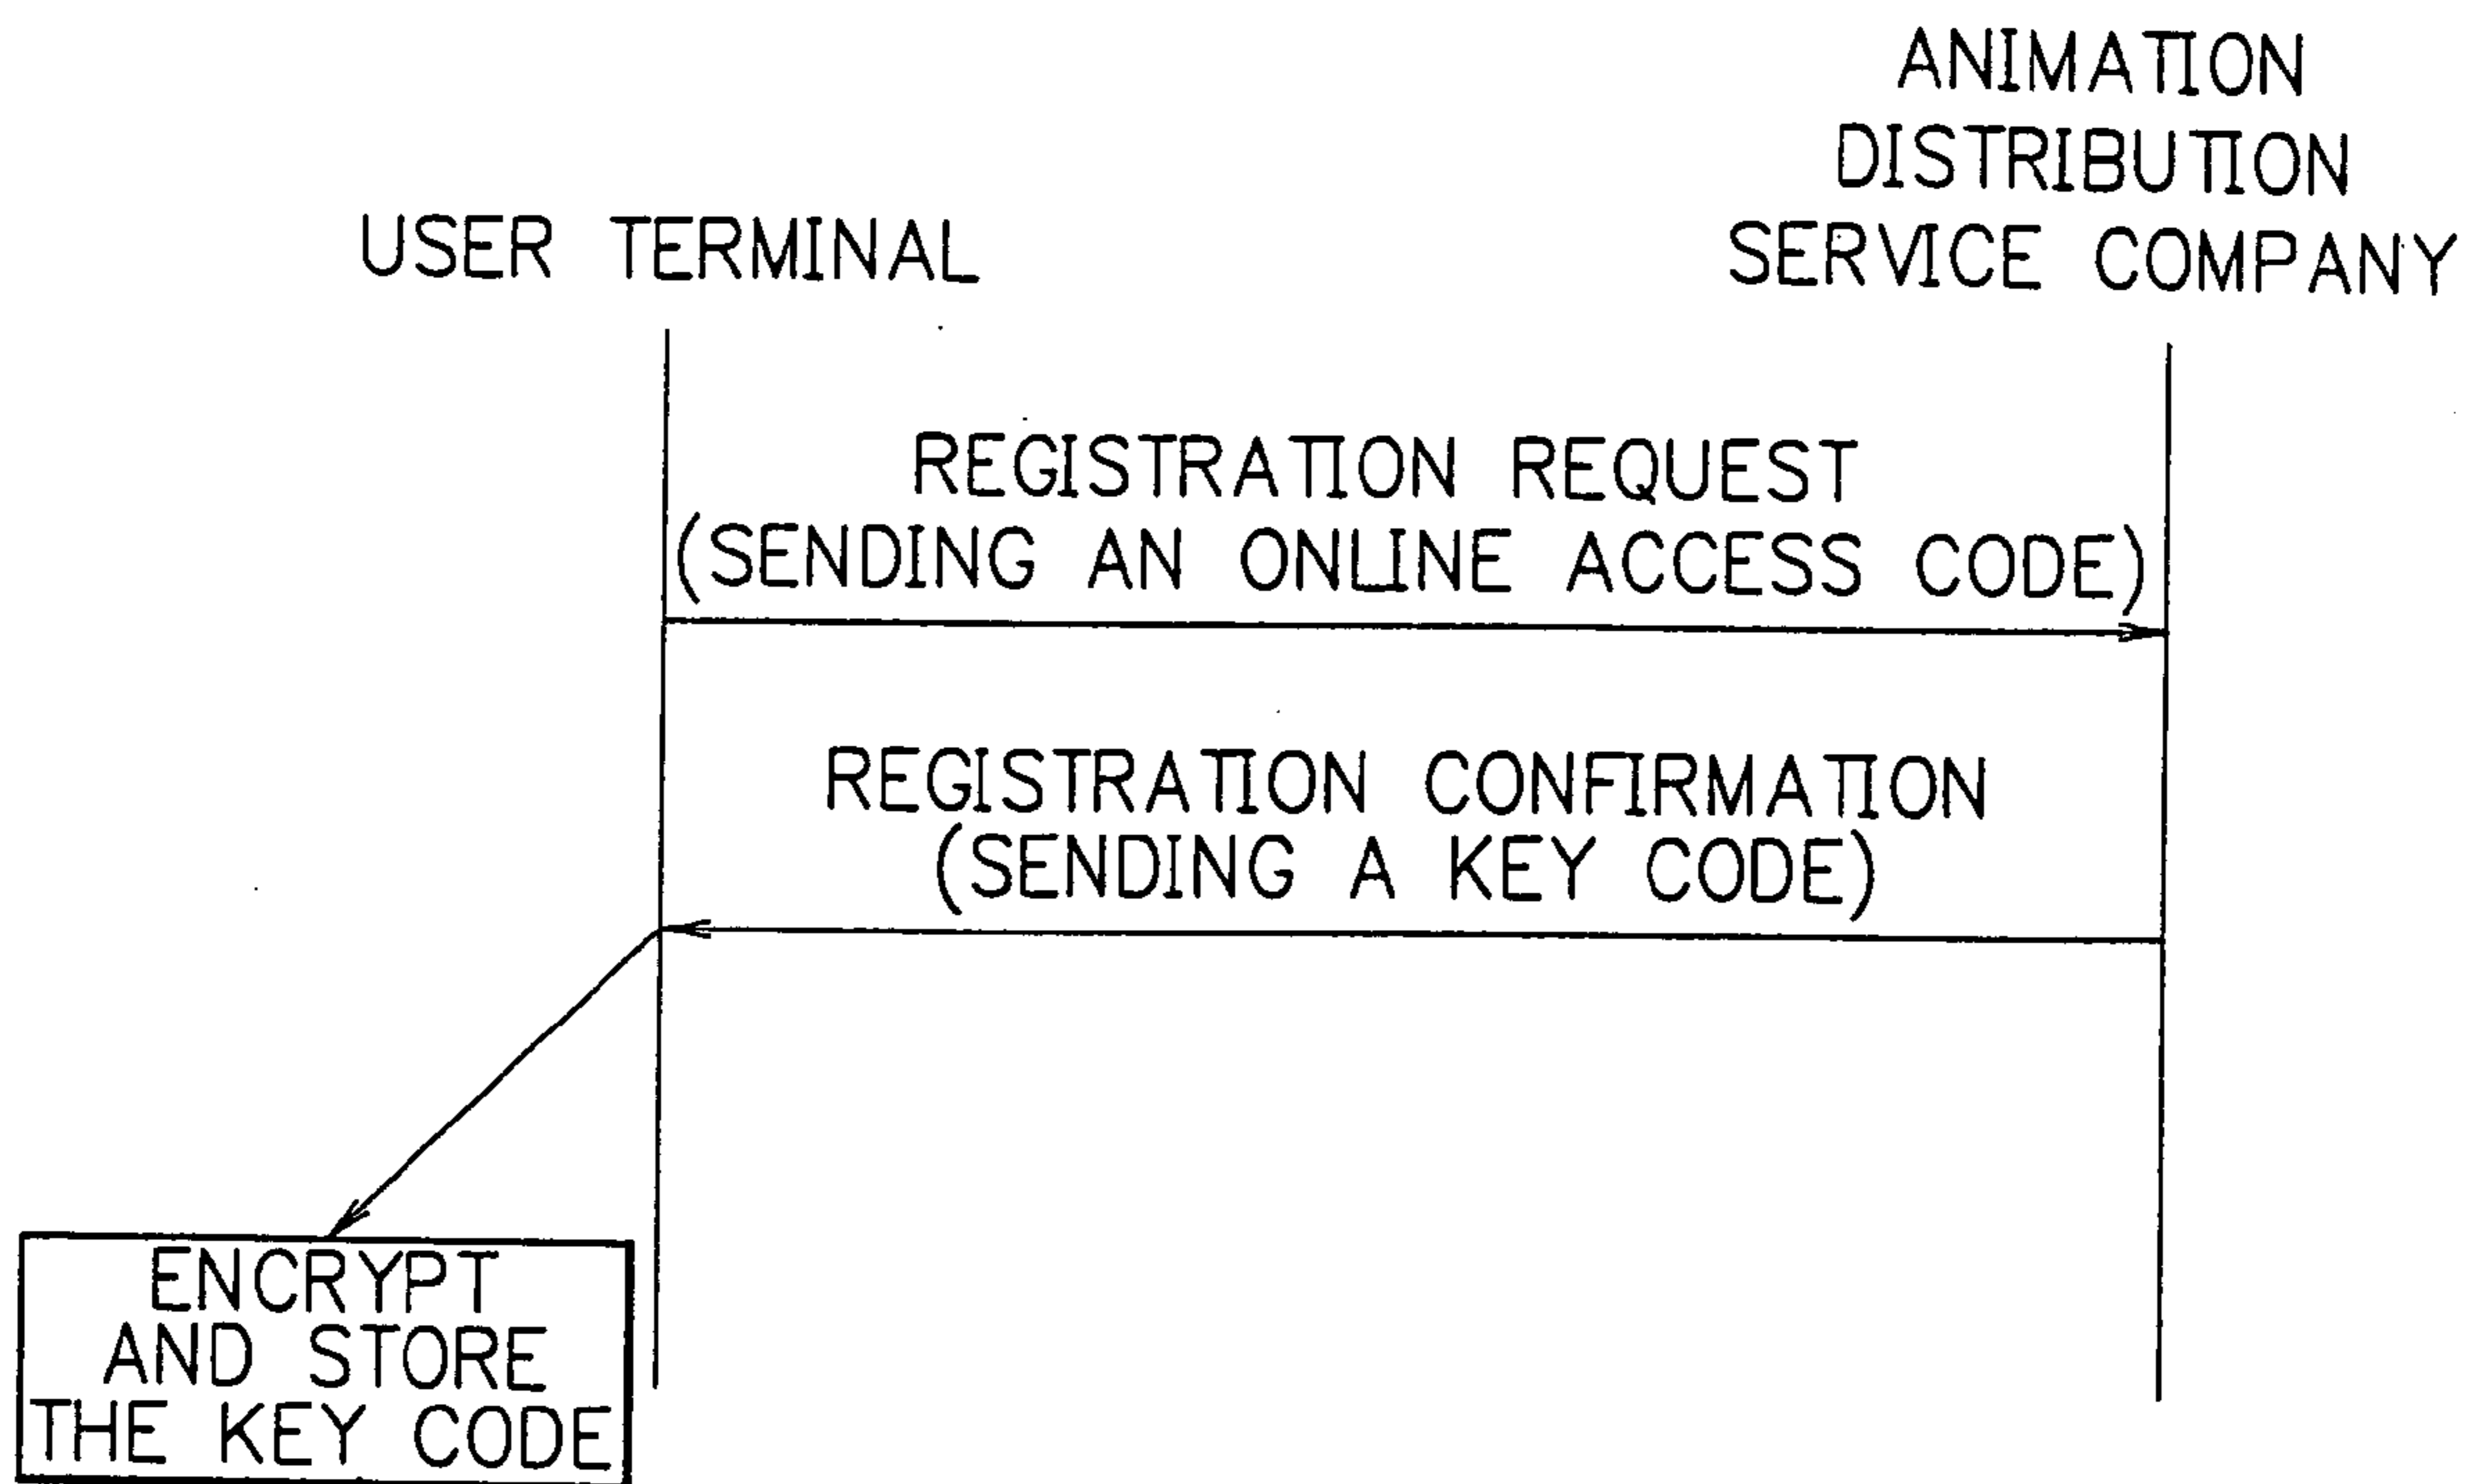 ANIMATION
DISTRIBUTION
SERVICE COMPANY
USER TERMINAL
REGISTRATION REQUEST
(SENDING AN ONLINE ACCESS CODE)
REGISTRATION CONFIRMATION
(SENDING A KEY CODE)
ENCRYPT
AND STORE
THE KEY CODE